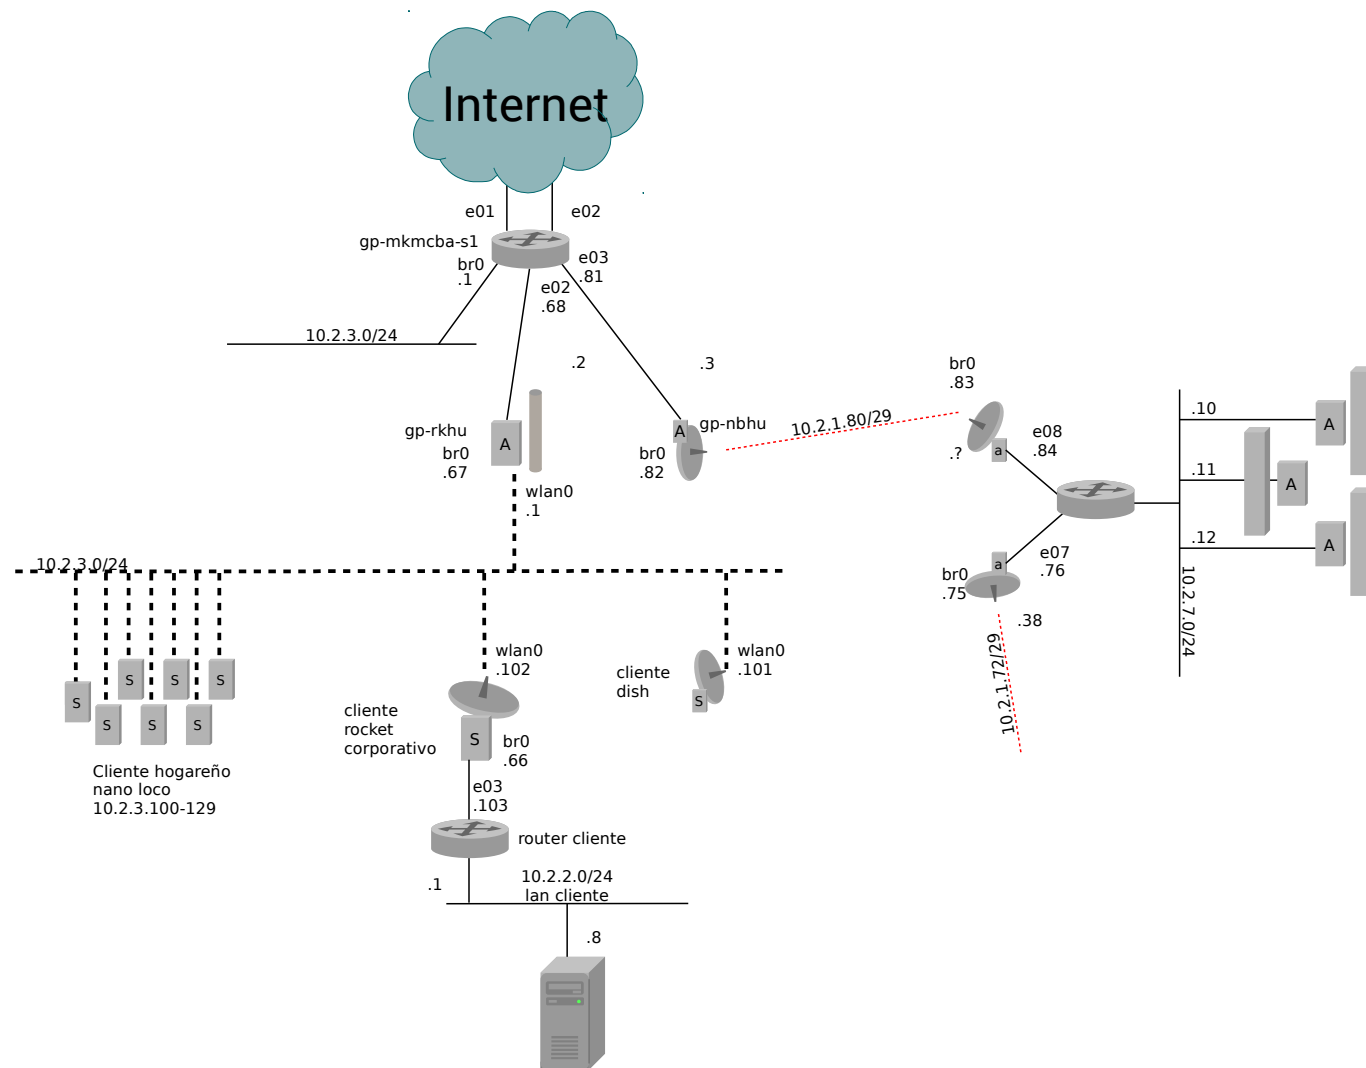 Internet
e01
e02
gp-mkmcba-s1
br0
.1
e03
.81
e02
.68
10.2.3.0/24
.2
.3
br0
.83
gp-rkhu
A
br0
.67
gp-nbhu
A
br0
.82
10.2.1.80/29
e08
.84
.?
a
.10
A
.11
A
.12
A
wlan0
.1
10.2.3.0/24
e07
.76
a
br0
.75
.38
10.2.7.0/24
10.2.1.72/29
S
S
S
S
S
S
S
wlan0
.102
cliente
dish
wlan0
.101
S
cliente
rocket
corporativo
S
br0
.66
Cliente hogareño
nano loco
10.2.3.100-129
e03
.103
router cliente
.1
10.2.2.0/24
lan cliente
.8